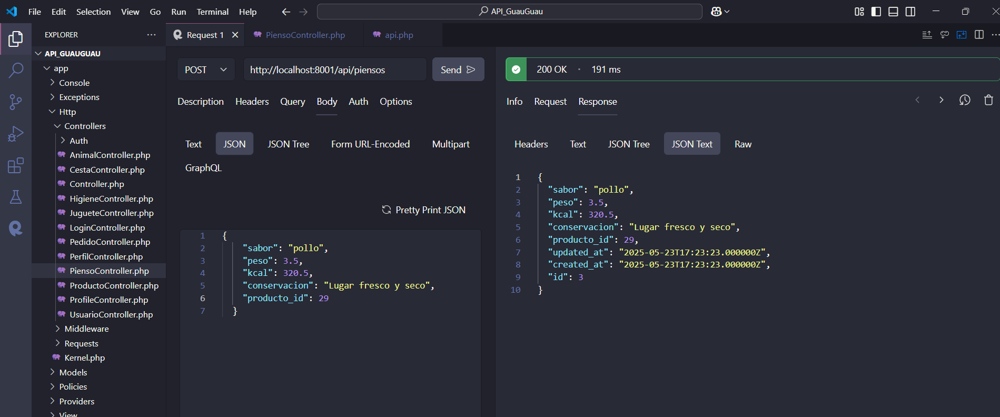 File Edit Selection View Go Run Terminal Help
API_GuauGuau
EXPLORER
API_GUAUGUAU
app
Console
Exceptions
Http
Controllers
Auth
AnimalController.php
CestaController.php
Controller.php
HigieneController.php
JugueteController.php
LoginController.php
PedidoController.php
PerfilController.php
PiensoController.php
ProductoController.php
ProfileController.php
UsuarioController.php
Middleware
Requests
Kernel.php
Models
Policies
Providers
View
Request 1 PiensoController.php api.php
POST http://localhost:8001/api/piensos Send
Description Headers Query Body Auth Options
Text JSON JSON Tree Form URL-Encoded Multipart
GraphQL
Pretty Print JSON
1 {
2 "sabor": "pollo",
3 "peso": 3.5,
4 "kcal": 320.5,
5 "conservacion": "Lugar fresco y seco",
6 "producto_id": 29
7 }
200 OK · 191 ms
Info Request Response
Headers Text JSON Tree JSON Text Raw
1 {
2 "sabor": "pollo",
3 "peso": 3.5,
4 "kcal": 320.5,
5 "conservacion": "Lugar fresco y seco",
6 "producto_id": 29,
7 "updated_at": "2025-05-23T17:23:23.000000Z",
8 "created_at": "2025-05-23T17:23:23.000000Z",
9 "id": 3
10 }